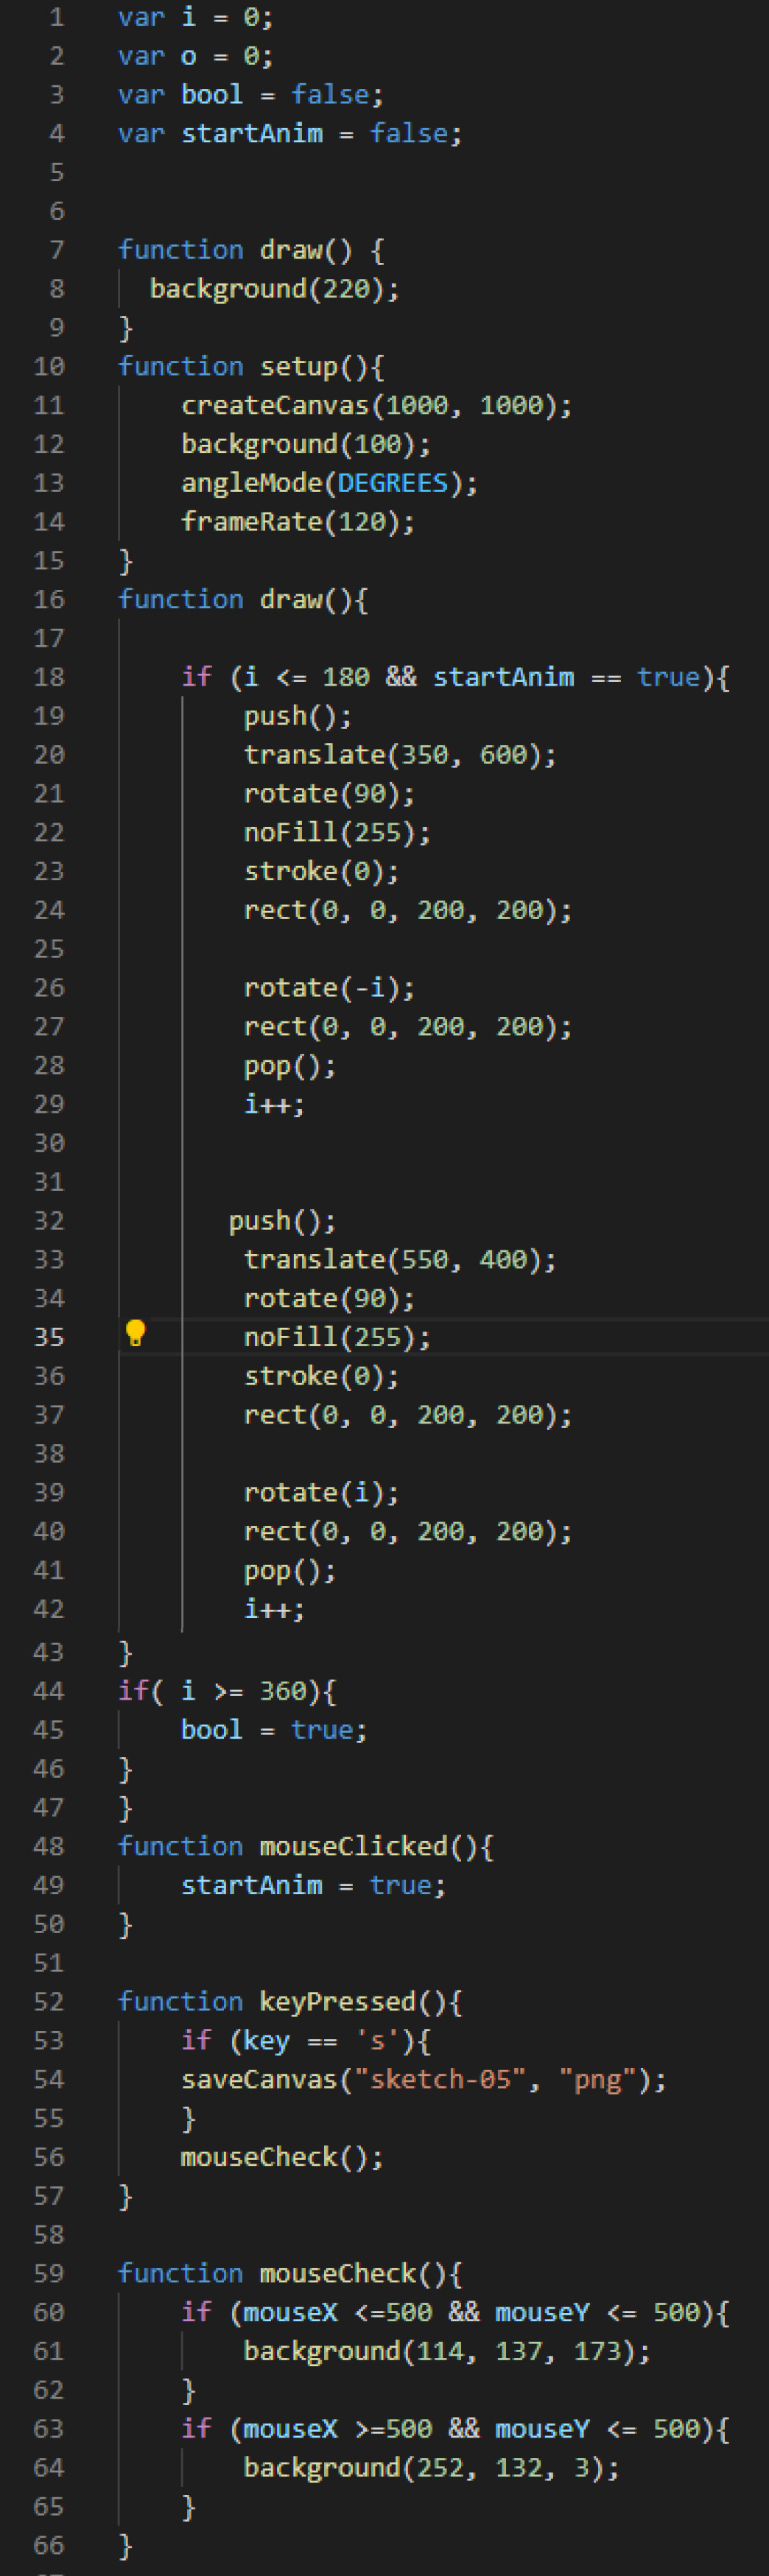 1 var i = 0;
2 var o = 0;
3 var bool = false;
4 var startAnim = false;
5
6
7 function draw() {
8 background(220);
9 }
10 function setup(){
11 createCanvas(1000, 1000);
12 background(100);
13 angleMode(DEGREES);
14 frameRate(120);
15 }
16 function draw(){
17
18 if (i <= 180 && startAnim == true){
19 push();
20 translate(350, 600);
21 rotate(90);
22 noFill(255);
23 stroke(0);
24 rect(0, 0, 200, 200);
25
26 rotate(-i);
27 rect(0, 0, 200, 200);
28 pop();
29 i++;
30
31
32 push();
33 translate(550, 400);
34 rotate(90);
35 noFill(255);
36 stroke(0);
37 rect(0, 0, 200, 200);
38
39 rotate(i);
40 rect(0, 0, 200, 200);
41 pop();
42 i++;
43 }
44 if( i >= 360){
45 bool = true;
46 }
47 }
48 function mouseClicked(){
49 startAnim = true;
50 }
51
52 function keyPressed(){
53 if (key == 's'){
54 saveCanvas("sketch-05", "png");
55 }
56 mouseCheck();
57 }
58
59 function mouseCheck(){
60 if (mouseX <=500 && mouseY <= 500){
61 background(114, 137, 173);
62 }
63 if (mouseX >=500 && mouseY <= 500){
64 background(252, 132, 3);
65 }
66 }